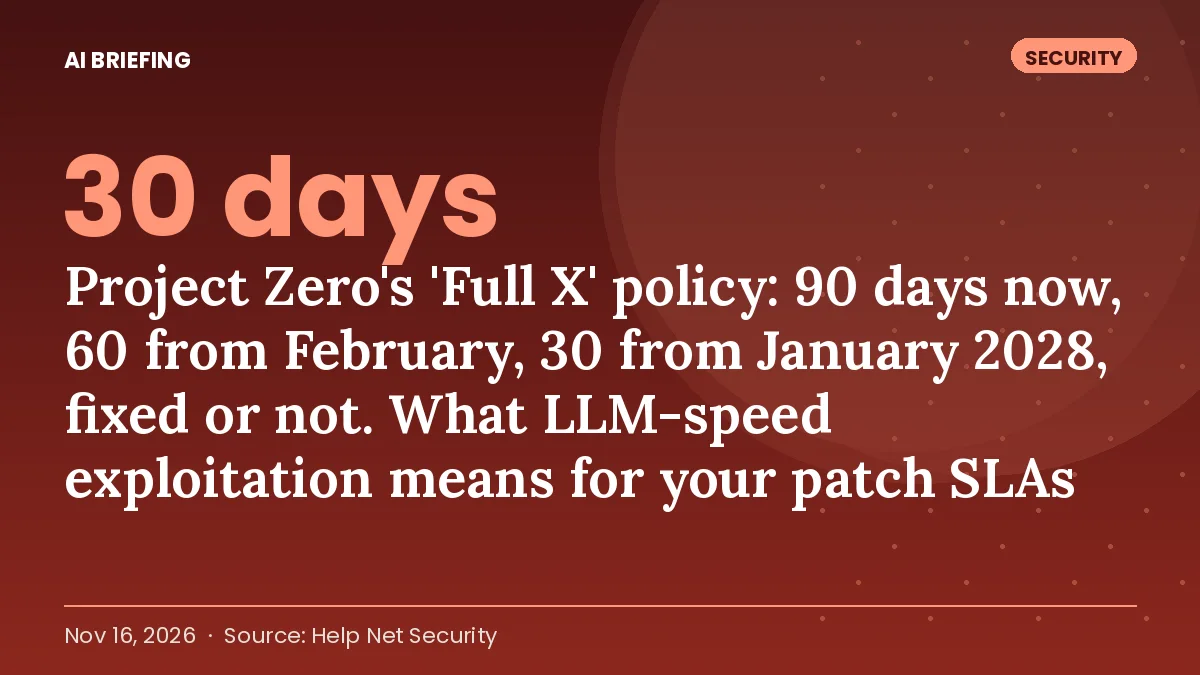 AI BRIEFING
SECURITY
30 days
Project Zero's 'Full X' policy: 90 days now,
60 from February, 30 from January 2028,
fixed or not. What LLM-speed
exploitation means for your patch SLAs
Nov 16, 2026 · Source: Help Net Security